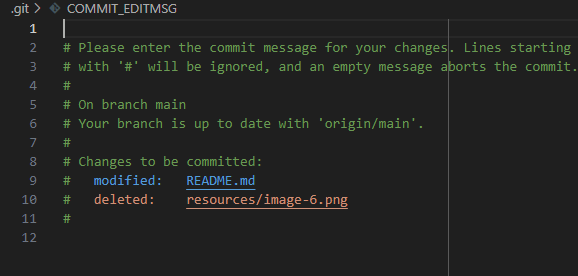 .git > COMMIT_EDITMSG
1
2 # Please enter the commit message for your changes. Lines starting
3 # with '#' will be ignored, and an empty message aborts the commit.
4 #
5 # On branch main
6 # Your branch is up to date with 'origin/main'.
7 #
8 # Changes to be committed:
9 #   modified:   README.md
10 #   deleted:    resources/image-6.png
11 #
12